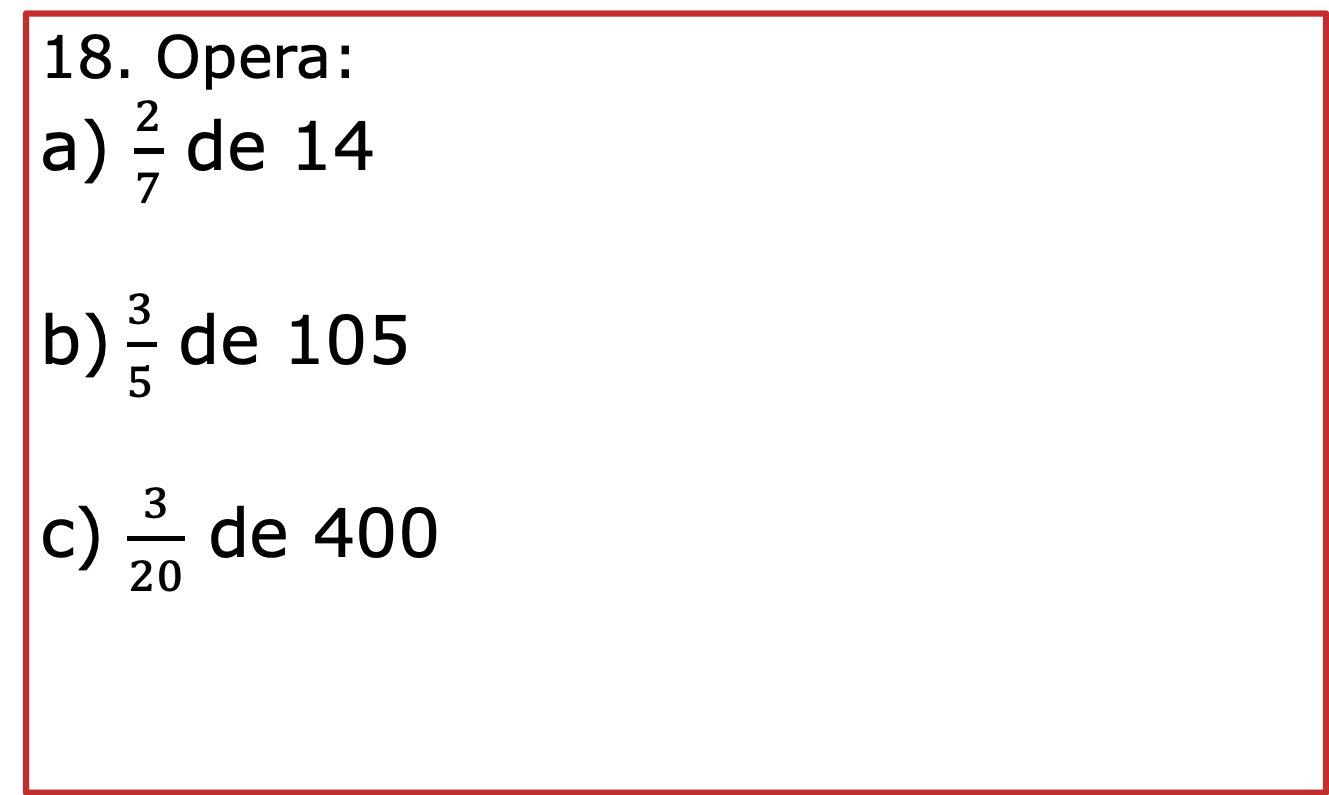 18. Opera:
a) 2/7 de 14
b) 3/5 de 105
c) 3/20 de 400